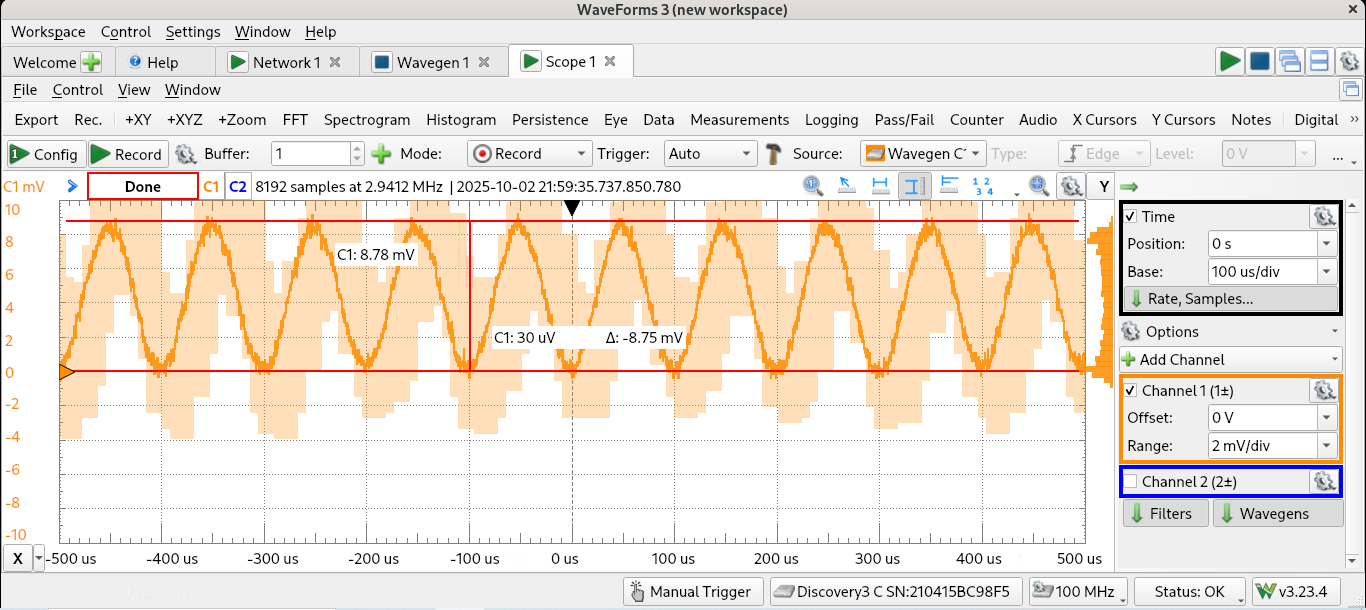 WaveForms 3 (new workspace)
Workspace Control Settings Window Help
Welcome Help Network 1 Wavegen 1 Scope 1
File Control View Window
Export Rec. +XY +XYZ +Zoom FFT Spectrogram Histogram Persistence Eye Data Measurements Logging Pass/Fail Counter Audio X Cursors Y Cursors Notes Digital »
Config Record Buffer: 1 Mode: Record Trigger: Auto Source: Wavegen C Type: Edge Level: 0 V ...
C1 mV Done C1 C2 8192 samples at 2.9412 MHz | 2025-10-02 21:59:35.737.850.780 Y
10
8
6
4
2
0
-2
-4
-6
-8
-10
C1: 8.78 mV
C1: 30 uV Δ: -8.75 mV
X -500 us -400 us -300 us -200 us -100 us 0 us 100 us 200 us 300 us 400 us 500 us
Time
Position: 0 s
Base: 100 us/div
Rate, Samples...
Options
Add Channel
Channel 1 (1±)
Offset: 0 V
Range: 2 mV/div
Channel 2 (2±)
Filters Wavegens
Manual Trigger Discovery3 C SN:210415BC98F5 100 MHz Status: OK v3.23.4